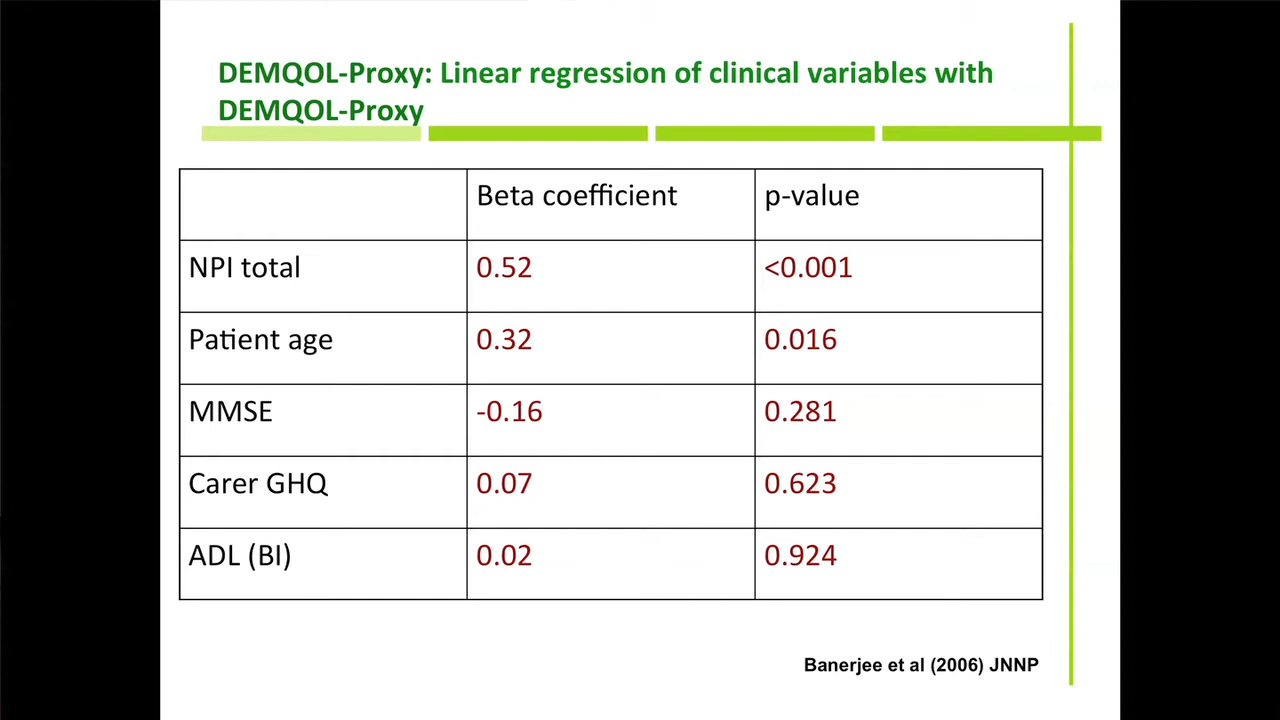 DEMQOL-Proxy: Linear regression of clinical variables with
DEMQOL-Proxy
Beta coefficient p-value
NPI total 0.52 <0.001
Patient age 0.32 0.016
MMSE -0.16 0.281
Carer GHQ 0.07 0.623
ADL (BI) 0.02 0.924
Banerjee et al (2006) JNNP